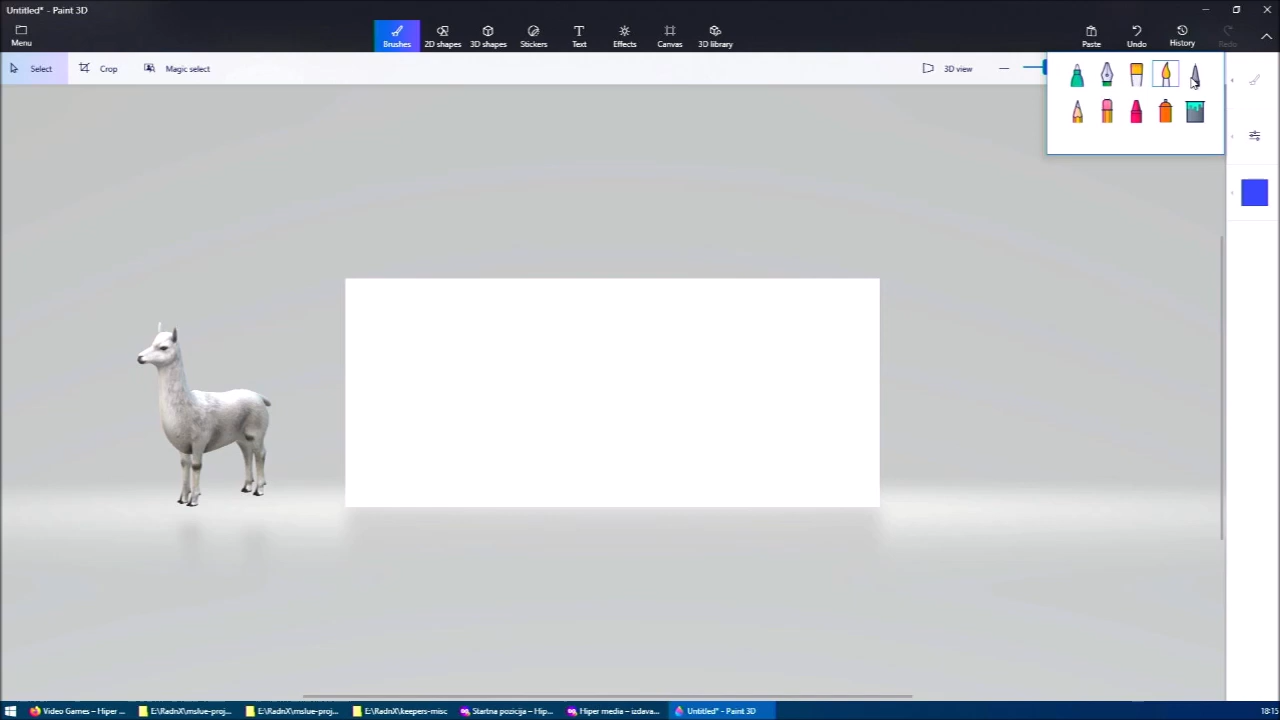 Untitled* - Paint 3D
Menu
Brushes
2D shapes
3D shapes
Stickers
Text
Effects
Canvas
3D library
Paste
Undo
History
Redo
Select
Crop
Magic select
3D view
Video Games – Hiper ...
E:\RadnX\mslue-proj...
E:\RadnX\mslue-proj...
E:\RadnX\keepers-misc
Startna pozicija – Hip...
Hiper media – izdava...
Untitled* - Paint 3D
18:15